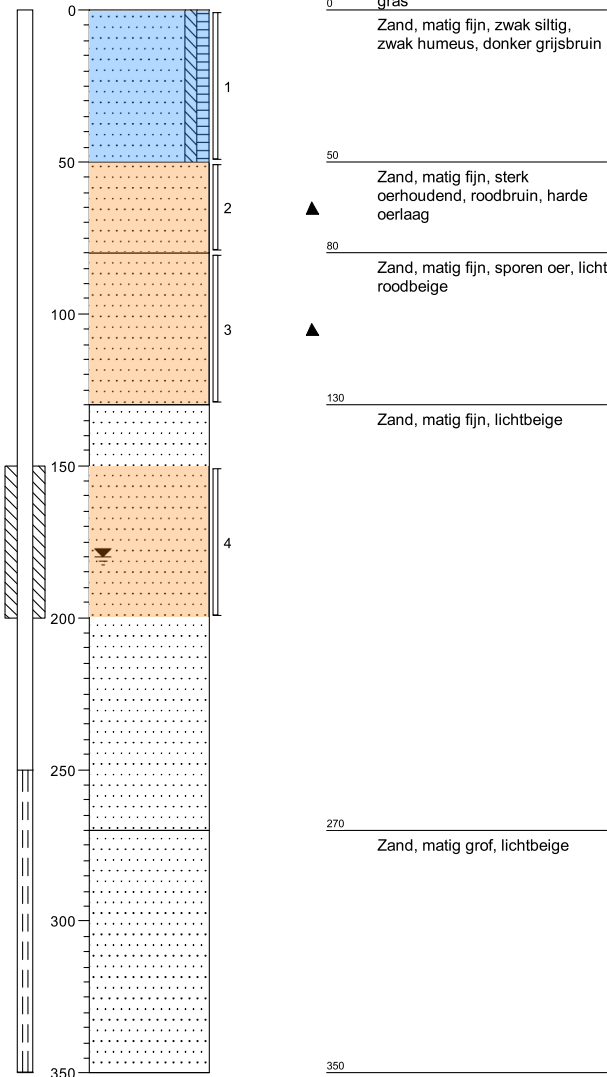 gras
0
0
Zand, matig fijn, zwak siltig,
zwak humeus, donker grijsbruin
1
50
50
Zand, matig fijn, sterk
oerhoudend, roodbruin, harde
oerlaag
2
80
Zand, matig fijn, sporen oer, licht
roodbeige
100
3
130
Zand, matig fijn, lichtbeige
150
4
200
250
270
Zand, matig grof, lichtbeige
300
350
350